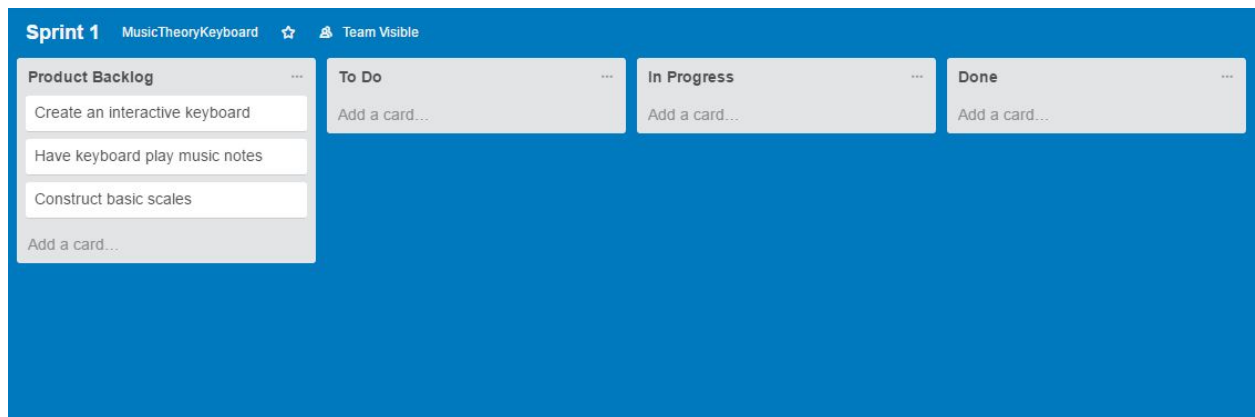 Sprint 1 MusicTheoryKeyboard Team Visible
Product Backlog ...
Create an interactive keyboard
Have keyboard play music notes
Construct basic scales
Add a card...
To Do ...
Add a card...
In Progress ...
Add a card...
Done ...
Add a card...